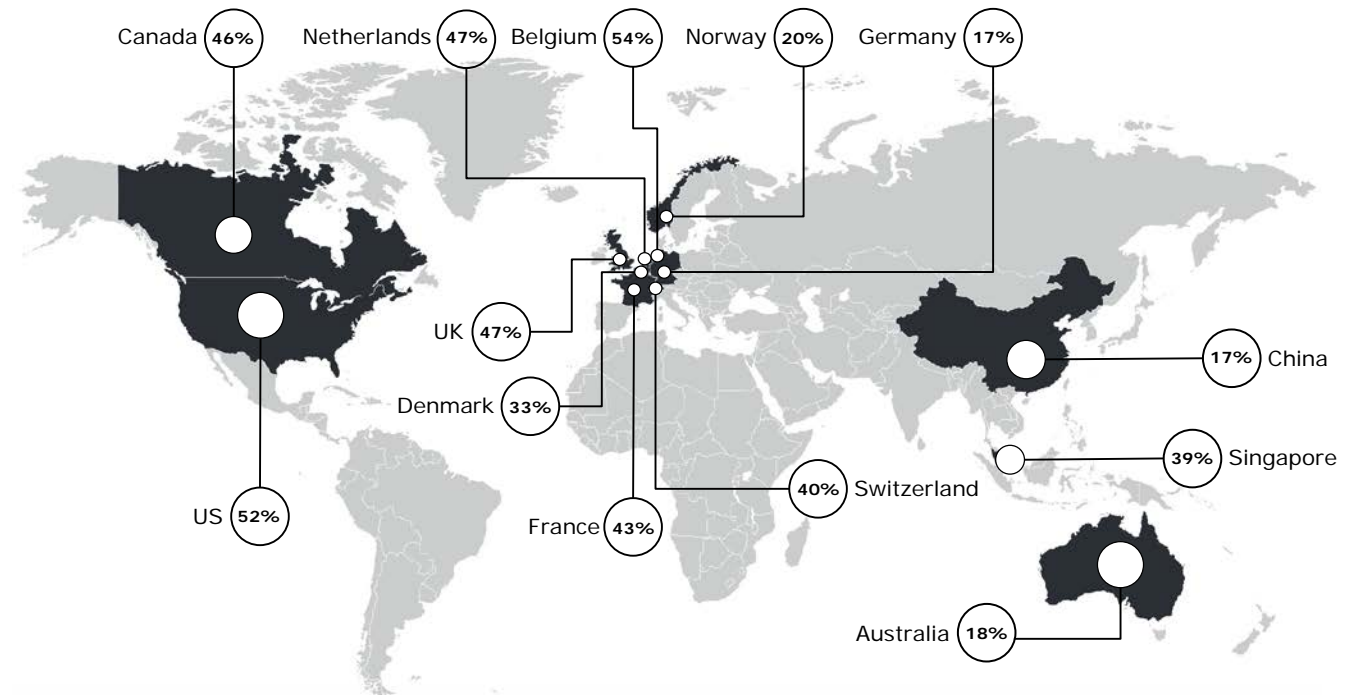 Canada 46%
Netherlands 47%
Belgium 54%
Norway 20%
Germany 17%
UK 47%
17% China
Denmark 33%
39% Singapore
40% Switzerland
US 52%
France 43%
Australia 18%